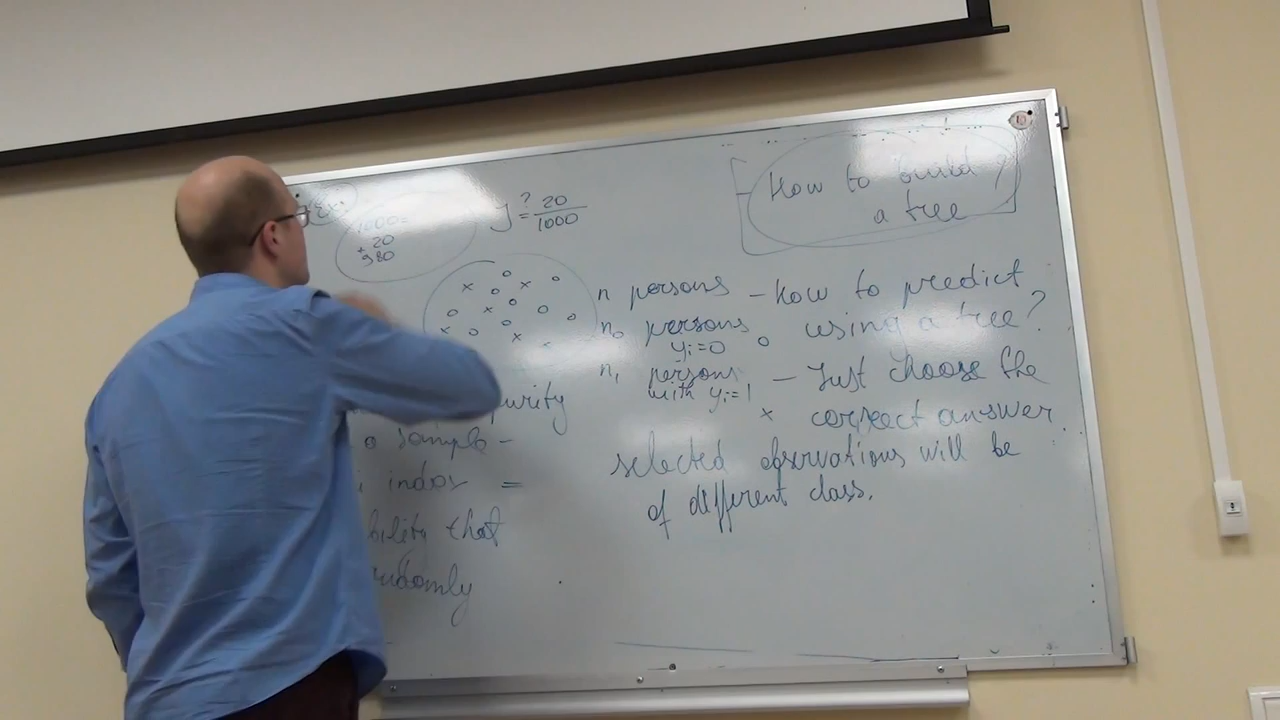 How to build ?
a tree
1000
+ 20
980
y ?= 20
1000
n persons – How to predict
n₀ persons using a tree?
yᵢ=0 o
n₁ persons – Just choose the
with yᵢ=1
x correct answer.
purity
sample –
index =
that
selected observations will be
of different class.